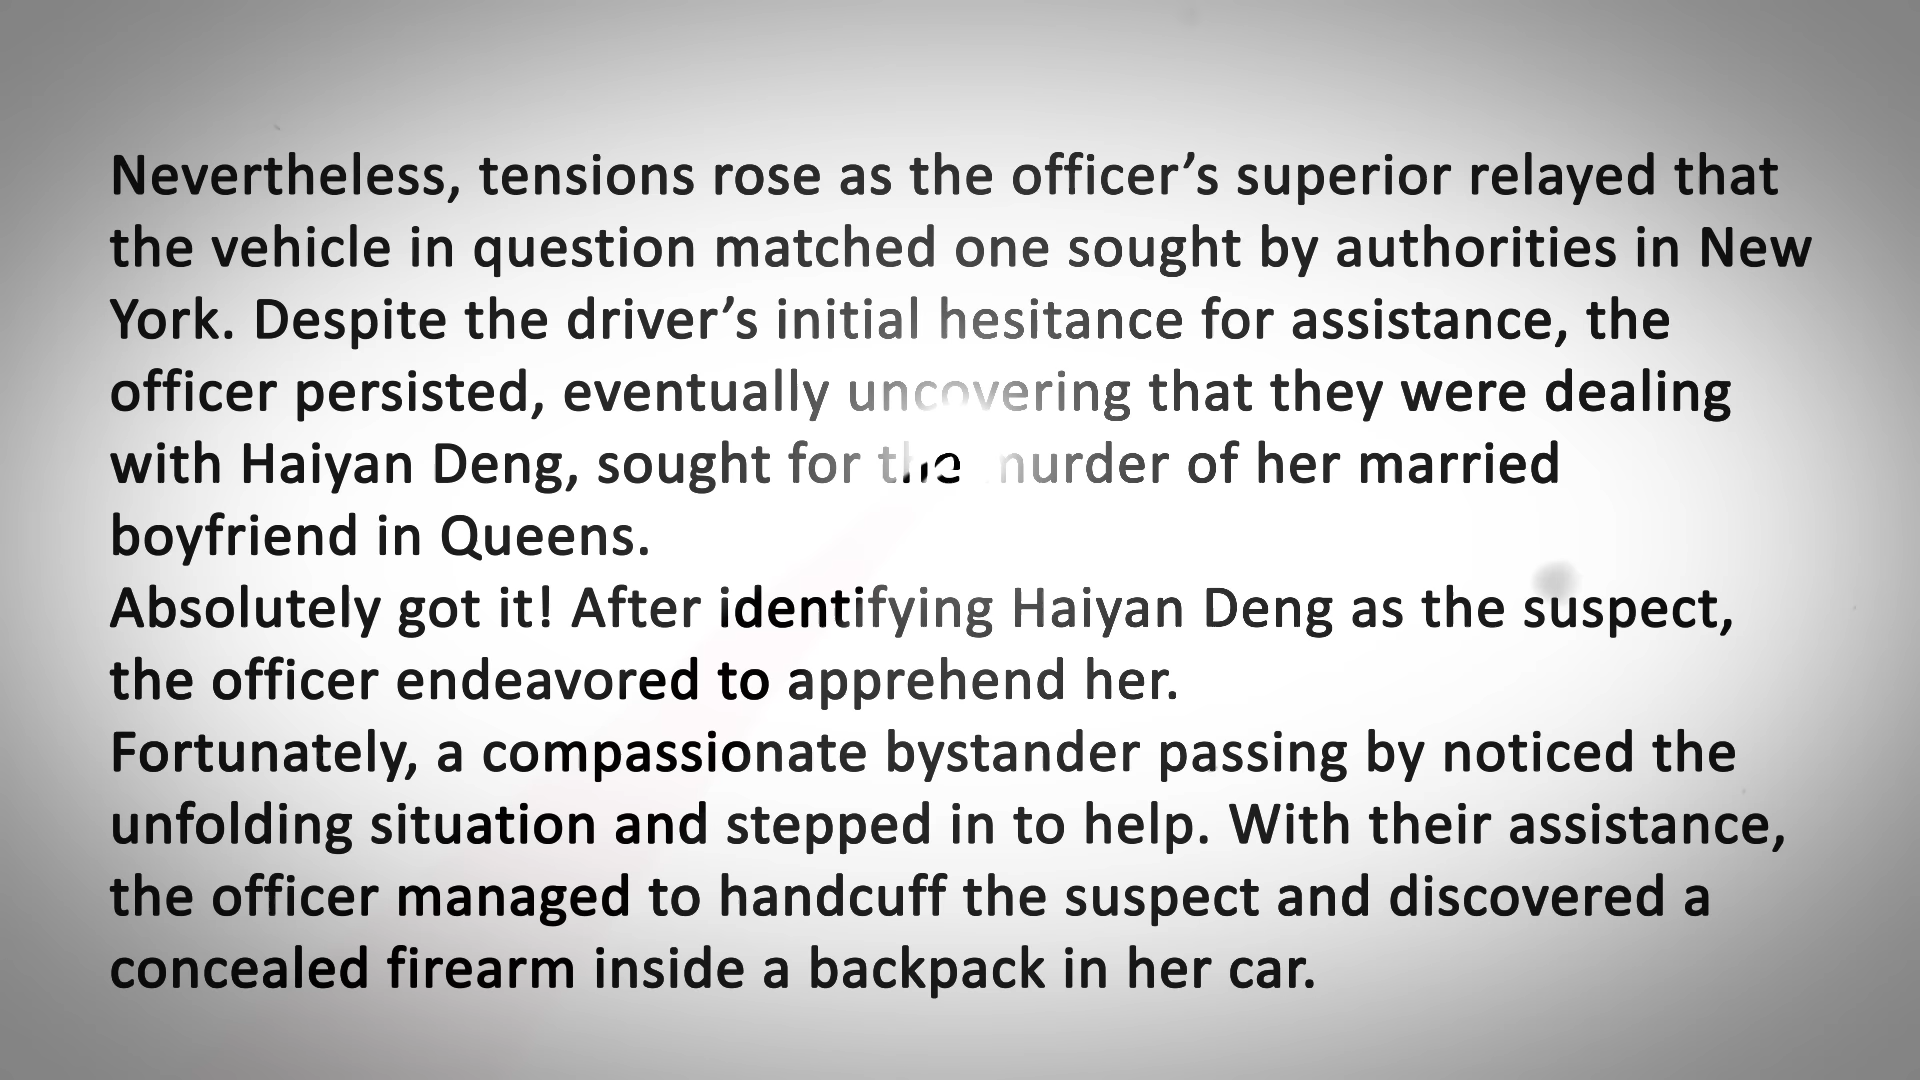 Nevertheless, tensions rose as the officer’s superior relayed that
the vehicle in question matched one sought by authorities in New
York. Despite the driver’s initial hesitance for assistance, the
officer persisted, eventually uncovering that they were dealing
with Haiyan Deng, sought for the murder of her married
boyfriend in Queens.
Absolutely got it! After identifying Haiyan Deng as the suspect,
the officer endeavored to apprehend her.
Fortunately, a compassionate bystander passing by noticed the
unfolding situation and stepped in to help. With their assistance,
the officer managed to handcuff the suspect and discovered a
concealed firearm inside a backpack in her car.